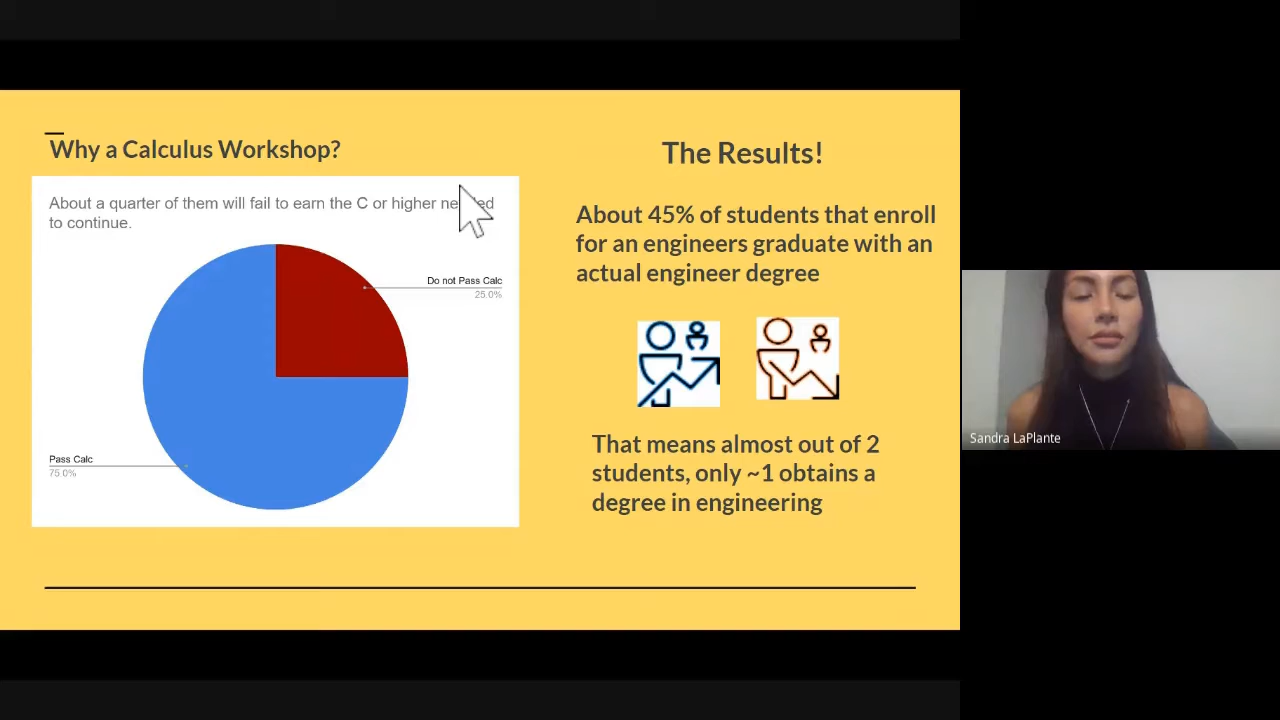 Why a Calculus Workshop?
About a quarter of them will fail to earn the C or higher ne ed
to continue.
Do not Pass Calc
25.0%
Pass Calc
75.0%
The Results!
About 45% of students that enroll
for an engineers graduate with an
actual engineer degree
That means almost out of 2
students, only ~1 obtains a
degree in engineering
Sandra LaPlante